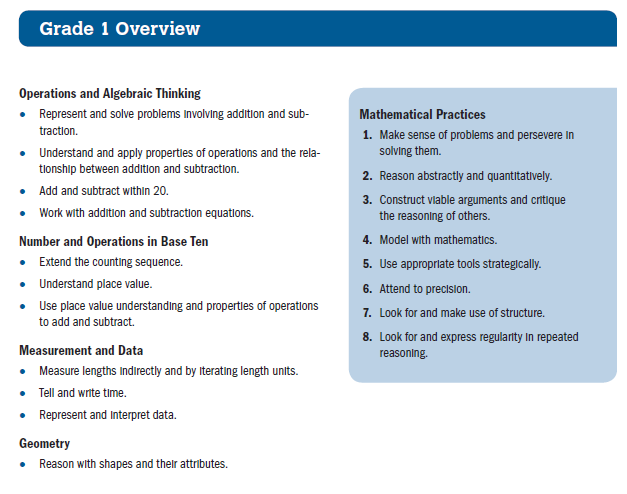 Grade 1 Overview
Operations and Algebraic Thinking
• Represent and solve problems involving addition and sub-
traction.
• Understand and apply properties of operations and the rela-
tionship between addition and subtraction.
• Add and subtract within 20.
• Work with addition and subtraction equations.
Number and Operations in Base Ten
• Extend the counting sequence.
• Understand place value.
• Use place value understanding and properties of operations
to add and subtract.
Measurement and Data
• Measure lengths indirectly and by iterating length units.
• Tell and write time.
• Represent and interpret data.
Geometry
• Reason with shapes and their attributes.
Mathematical Practices
1. Make sense of problems and persevere in
solving them.
2. Reason abstractly and quantitatively.
3. Construct viable arguments and critique
the reasoning of others.
4. Model with mathematics.
5. Use appropriate tools strategically.
6. Attend to precision.
7. Look for and make use of structure.
8. Look for and express regularity in repeated
reasoning.